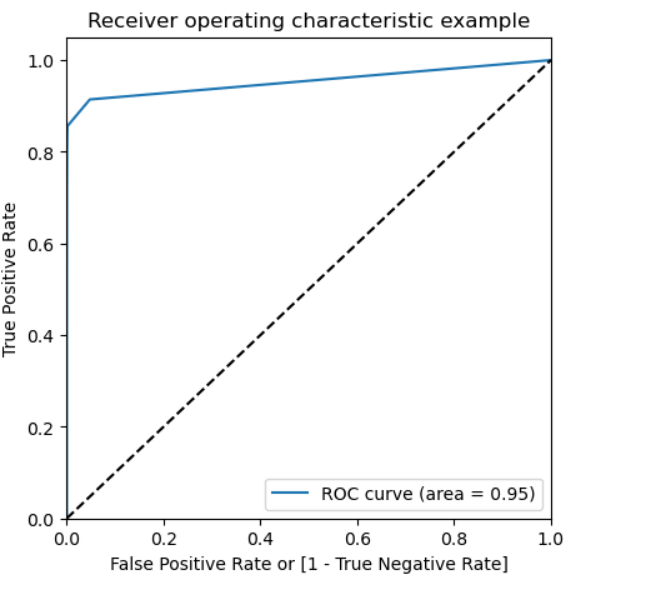 Receiver operating characteristic example
1.0
0.8
0.6
0.4
0.2
0.0
True Positive Rate
ROC curve (area = 0.95)
0.0 0.2 0.4 0.6 0.8 1.0
False Positive Rate or [1 - True Negative Rate]